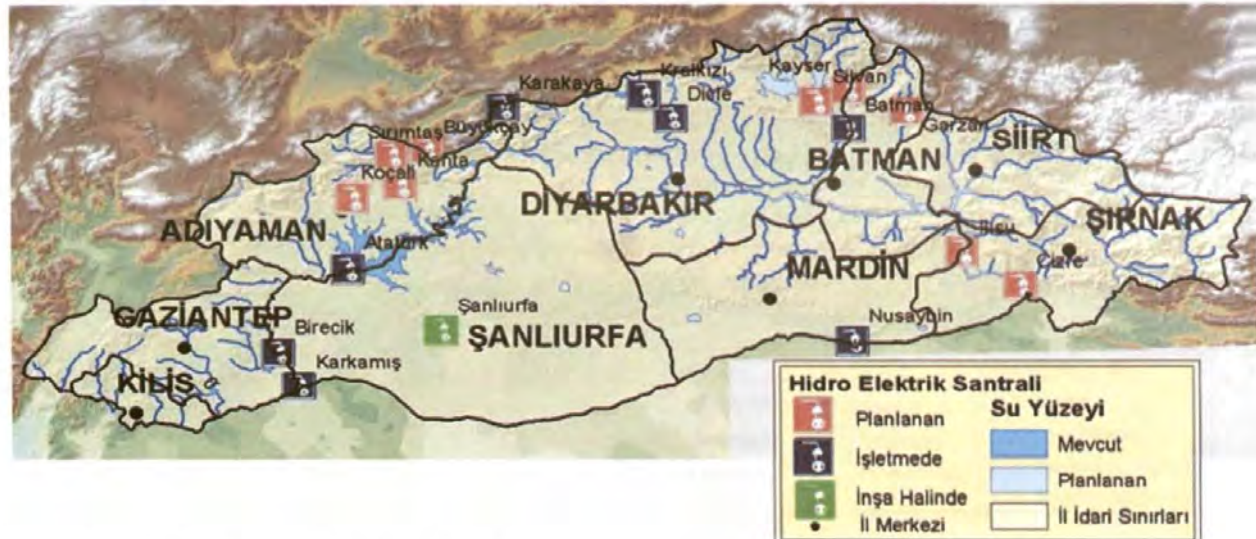 Karakaya
Kralkızı
Dicle
Kayser
Silvan
Batman
Garzan
Sırımtaş
Büyükçay
Kahta
Koçali
SİİRT
BATMAN
DİYARBAKIR
ŞIRNAK
ADIYAMAN
Atatürk
Ilısu
Cizre
MARDİN
GAZİANTEP
Birecik
Şanlıurfa
ŞANLIURFA
Nusaybin
Karkamış
KİLİS
Hidro Elektrik Santrali
Planlanan
İşletmede
İnşa Halinde
İl Merkezi
Su Yüzeyi
Mevcut
Planlanan
İl İdari Sınırları